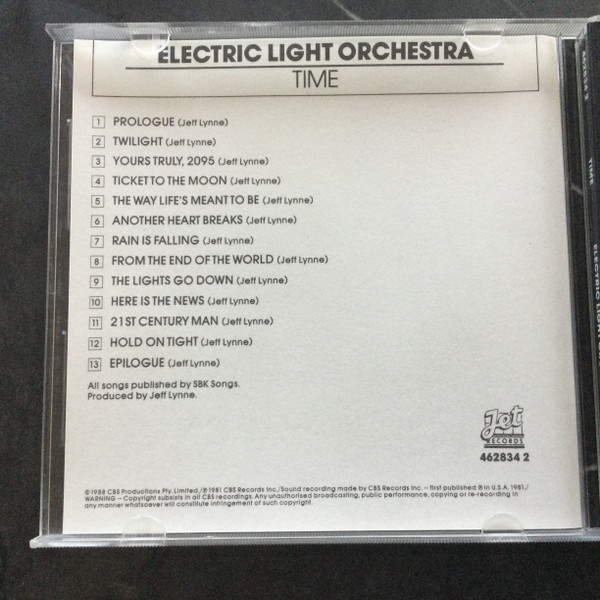 ELECTRIC LIGHT ORCHESTRA
TIME
1 PROLOGUE (Jeff Lynne)
2 TWILIGHT (Jeff Lynne)
3 YOURS TRULY, 2095 (Jeff Lynne)
4 TICKET TO THE MOON (Jeff Lynne)
5 THE WAY LIFE'S MEANT TO BE (Jeff Lynne)
6 ANOTHER HEART BREAKS (Jeff Lynne)
7 RAIN IS FALLING (Jeff Lynne)
8 FROM THE END OF THE WORLD (Jeff Lynne)
9 THE LIGHTS GO DOWN (Jeff Lynne)
10 HERE IS THE NEWS (Jeff Lynne)
11 21ST CENTURY MAN (Jeff Lynne)
12 HOLD ON TIGHT (Jeff Lynne)
13 EPILOGUE (Jeff Lynne)
All songs published by SBK Songs.
Produced by Jeff Lynne.
Jet
RECORDS
462834 2
© 1988 CBS Productions Pty. Limited/℗ 1981 CBS Records Inc./Sound recording made by CBS Records Inc. – first published ℗ in U.S.A. 1981./
WARNING – Copyright subsists in all CBS recordings. Any unauthorised broadcasting, public performance, copying or re-recording in
any manner whatsoever will constitute infringement of such copyright.
TIME
ELECTRIC LIGHT